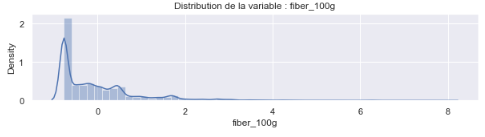 Distribution de la variable : fiber_100g
Density
2
1
0
0 2 4 6 8
fiber_100g